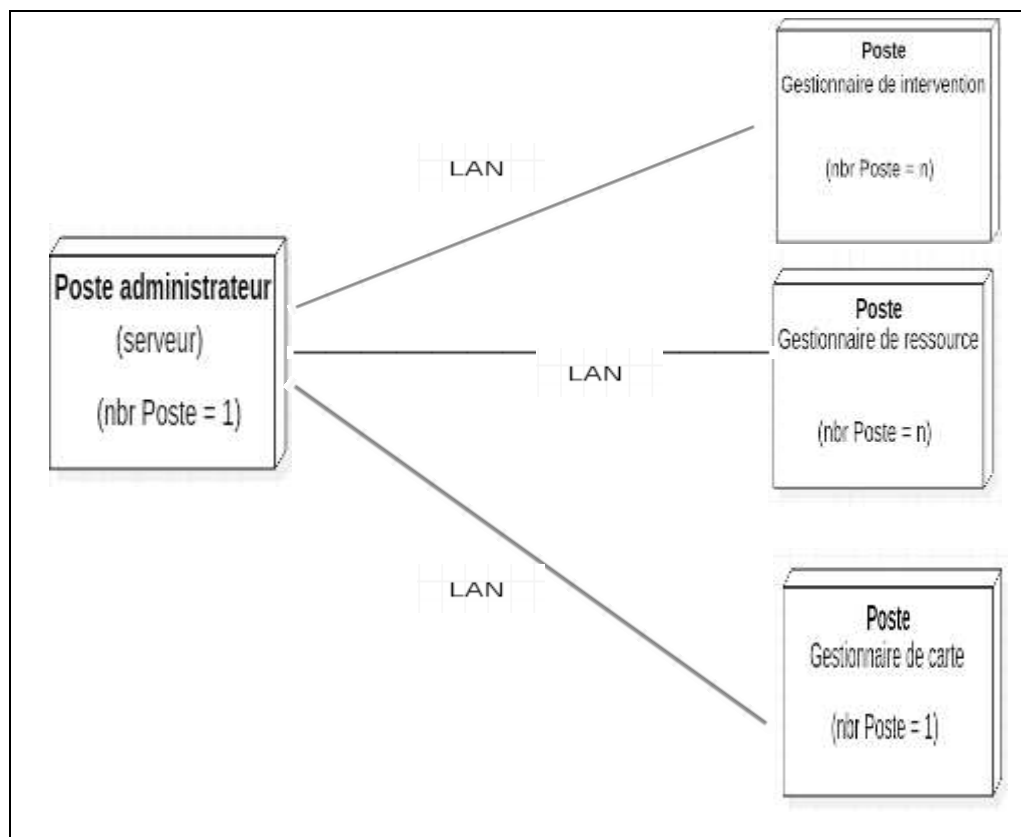 Poste
Gestionnaire de intervention
(nbr Poste = n)
LAN
Poste administrateur
(serveur)
(nbr Poste = 1)
LAN
Poste
Gestionnaire de ressource
(nbr Poste = n)
LAN
Poste
Gestionnaire de carte
(nbr Poste = 1)